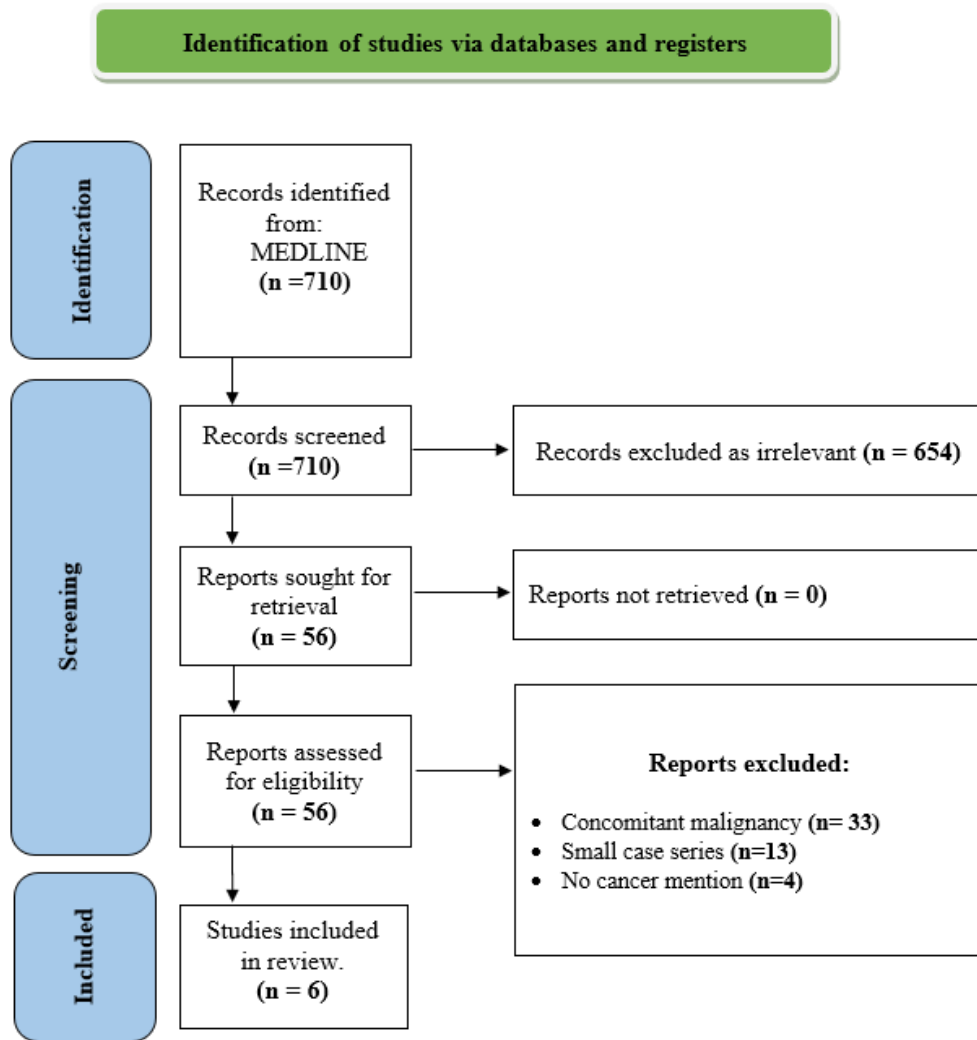 Identification of studies via databases and registers
Identification
Records identified
from:
MEDLINE
(n =710)
Screening
Records screened
(n =710)
Records excluded as irrelevant (n = 654)
Reports sought for
retrieval
(n = 56)
Reports not retrieved (n = 0)
Reports assessed
for eligibility
(n = 56)
Reports excluded:
• Concomitant malignancy (n= 33)
• Small case series (n=13)
• No cancer mention (n=4)
Included
Studies included
in review.
(n = 6)